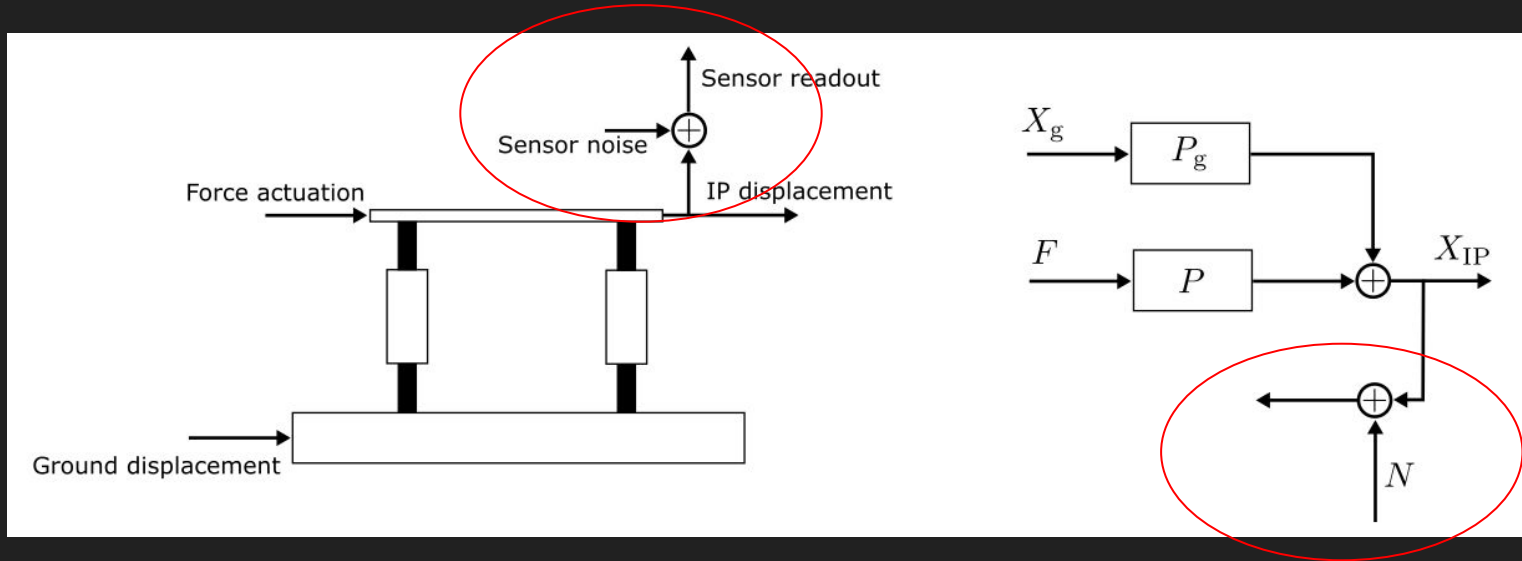 Sensor readout
Sensor noise
Force actuation
IP displacement
Ground displacement
X_g
P_g
F
P
X_IP
N